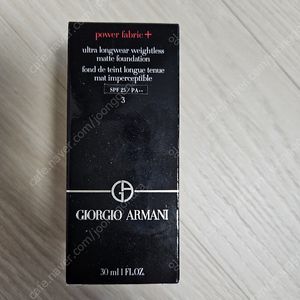 power fabric+
ultra longwear weightless
matte foundation
fond de teint longue tenue
mat imperceptible
SPF 25 / PA++
3
GIORGIO ARMANI
30 ml 1 FL.OZ.